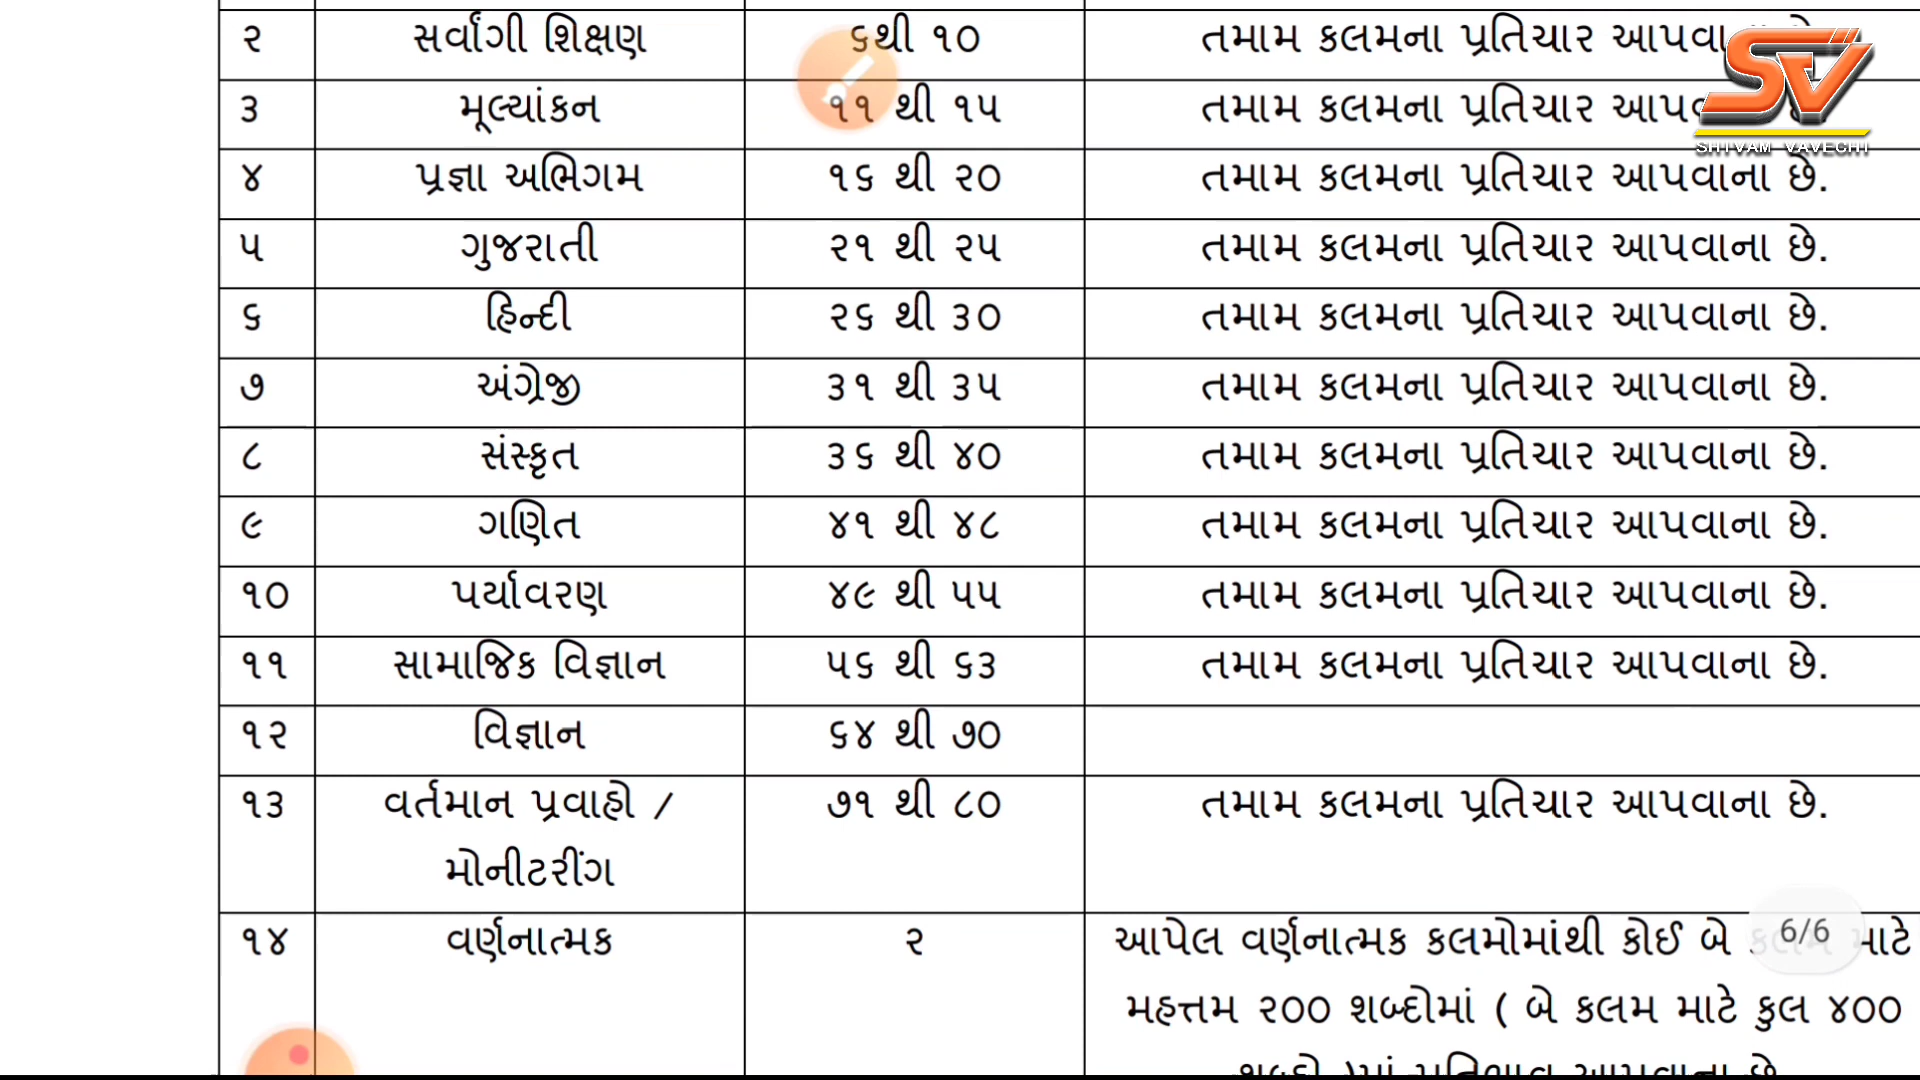 ૨ સર્વાંગી શિક્ષણ ૬થી ૧૦ તમામ કલમના પ્રતિચાર
૩ મૂલ્યાંકન ૧૧ થી ૧૫ તમામ કલમના પ્રતિચાર
SV
SHIVAM VAVECHI
૪ પ્રજ્ઞા અભિગમ ૧૬ થી ૨૦ તમામ કલમના પ્રતિચાર આપવાના છે.
૫ ગુજરાતી ૨૧ થી ૨૫ તમામ કલમના પ્રતિચાર આપવાના છે.
૬ હિન્દી ૨૬ થી ૩૦ તમામ કલમના પ્રતિચાર આપવાના છે.
૭ અંગ્રેજી ૩૧ થી ૩૫ તમામ કલમના પ્રતિચાર આપવાના છે.
૮ સંસ્કૃત ૩૬ થી ૪૦ તમામ કલમના પ્રતિચાર આપવાના છે.
૯ ગણિત ૪૧ થી ૪૮ તમામ કલમના પ્રતિચાર આપવાના છે.
૧૦ પર્યાવરણ ૪૯ થી ૫૫ તમામ કલમના પ્રતિચાર આપવાના છે.
૧૧ સામાજિક વિજ્ઞાન ૫૬ થી ૬૩ તમામ કલમના પ્રતિચાર આપવાના છે.
૧૨ વિજ્ઞાન ૬૪ થી ૭૦
૧૩ વર્તમાન પ્રવાહો / ૭૧ થી ૮૦ તમામ કલમના પ્રતિચાર આપવાના છે.
મોનીટરીંગ
૧૪ વર્ણનાત્મક ૨ આપેલ વર્ણનાત્મક કલમોમાંથી કોઈ બે કલમ માટે
6/6
મહત્તમ ૨૦૦ શબ્દોમાં ( બે કલમ માટે કુલ ૪૦૦